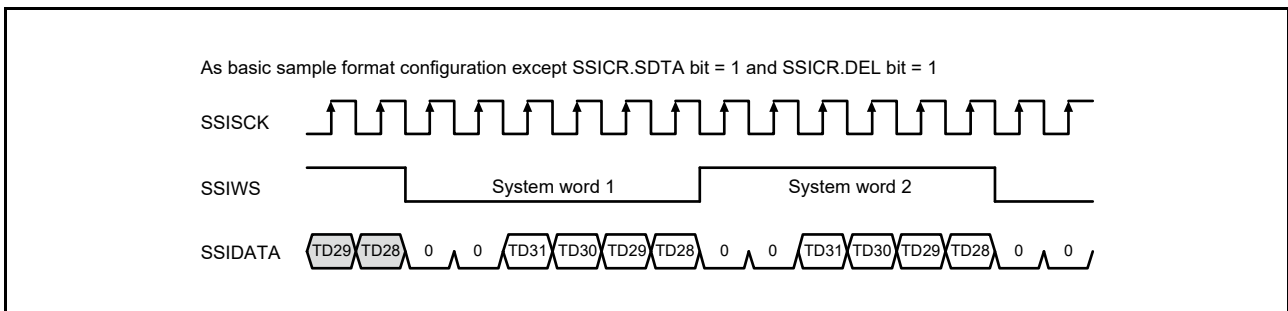 As basic sample format configuration except SSICR.SDTA bit = 1 and SSICR.DEL bit = 1
SSISCK
SSIWS System word 1 System word 2
SSIDATA TD29 TD28 0 0 TD31 TD30 TD29 TD28 0 0 TD31 TD30 TD29 TD28 0 0